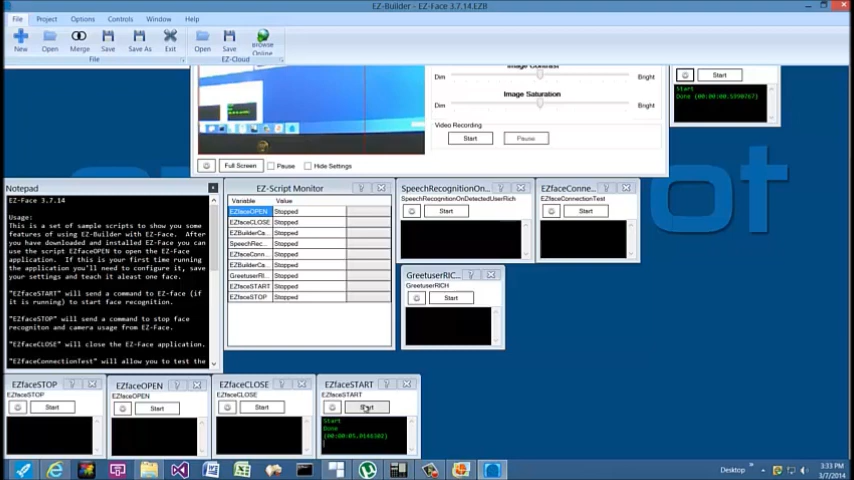 EZ-Builder - EZ-Face 3.7.14.EZB
File Project Options Controls Window Help
New Open Merge Save Save As Exit Open Save Browse Online
File EZ-Cloud
Image Contrast
Dim Bright
Image Saturation
Dim Bright
Video Recording
Start Pause
Full Screen Pause Hide Settings
Start
Start
Done
Notepad
EZ-Face 3.7.14
Usage:
This is a set of sample scripts to show you some
features of using EZ-Builder with EZ-Face. After
you have downloaded and installed EZ-Face you can
use the script EZfaceOPEN to open the EZ-Face
application. If this is your first time running
the application you'll need to configure it, save
your settings and teach it aleast one face.
"EZfaceSTART" will send a command to EZ-face (if
it is running) to start face recognition.
"EZfaceSTOP" will send a command to stop face
recogniton and camera usage from EZ-Face.
"EZfaceCLOSE" will close the EZ-Face application.
"EZfaceConnectionTest" will allow you to test the
EZ-Script Monitor ? X
Variable Value
EZfaceOPEN Stopped
EZfaceCLOSE Stopped
EZBuilderCa... Stopped
SpeechRec... Stopped
EZfaceConn... Stopped
EZBuilderCa... Stopped
GreetuserRI... Stopped
EZfaceSTART Stopped
EZfaceSTOP Stopped
SpeechRecognitionOn... ? X
SpeechRecognitionOnDetectedUserRich
Start
EZfaceConne... ? X
EZfaceConnectionTest
Start
GreetuserRIC... ? X
GreetuserRICH
Start
EZfaceSTOP ? X
EZfaceSTOP
Start
EZfaceOPEN ? X
EZfaceOPEN
Start
EZfaceCLOSE ? X
EZfaceCLOSE
Start
EZfaceSTART ? X
EZfaceSTART
Start
Start
Done
Desktop
3:33 PM
3/7/2014